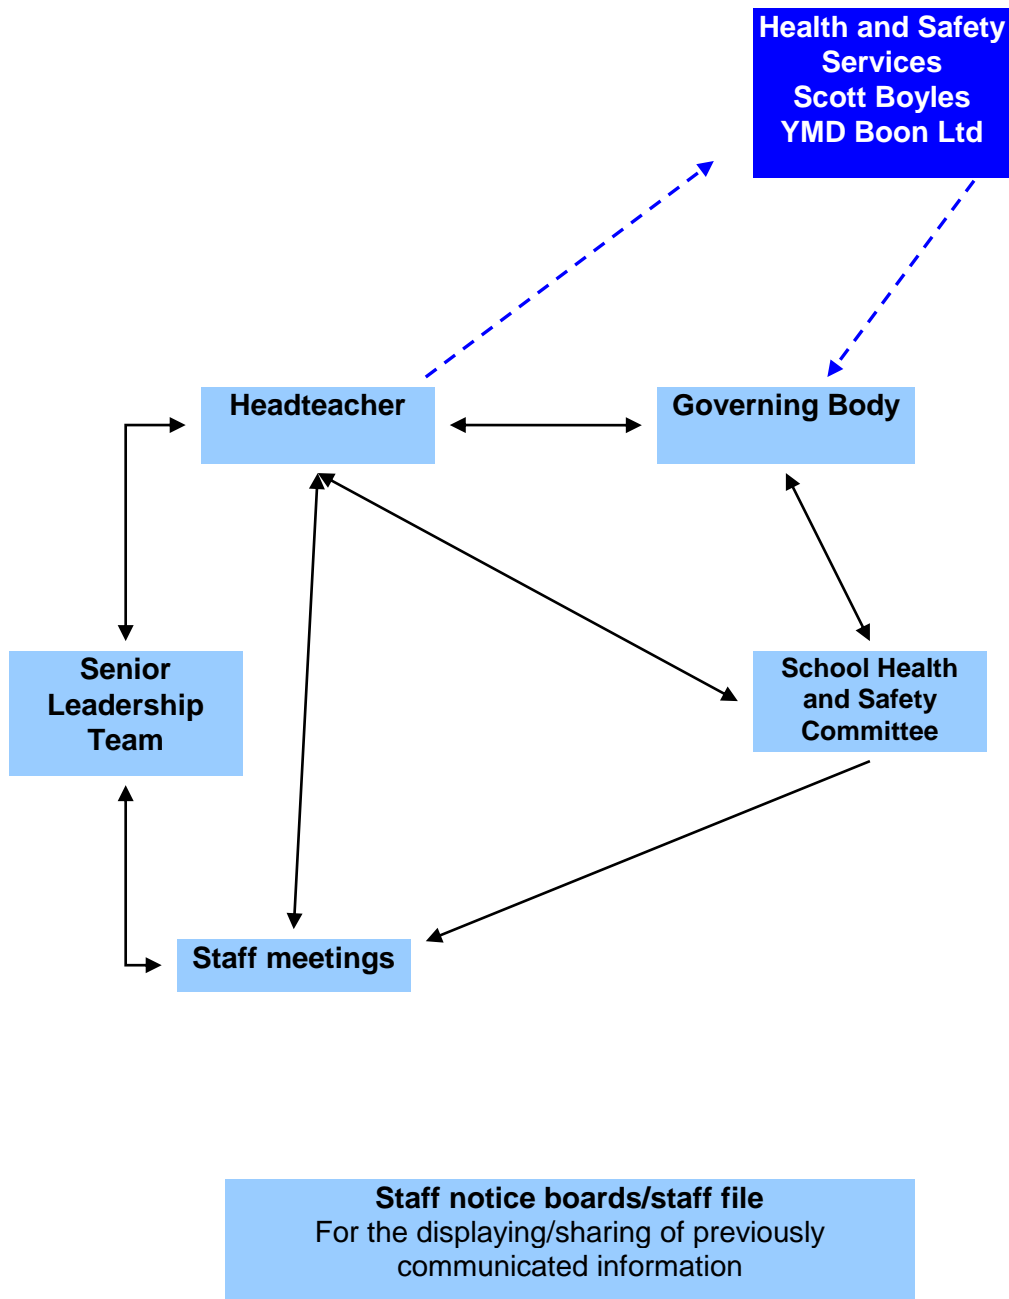 Health and Safety
Services
Scott Boyles
YMD Boon Ltd
Headteacher
Governing Body
Senior
Leadership
Team
School Health
and Safety
Committee
Staff meetings
Staff notice boards/staff file
For the displaying/sharing of previously
communicated information